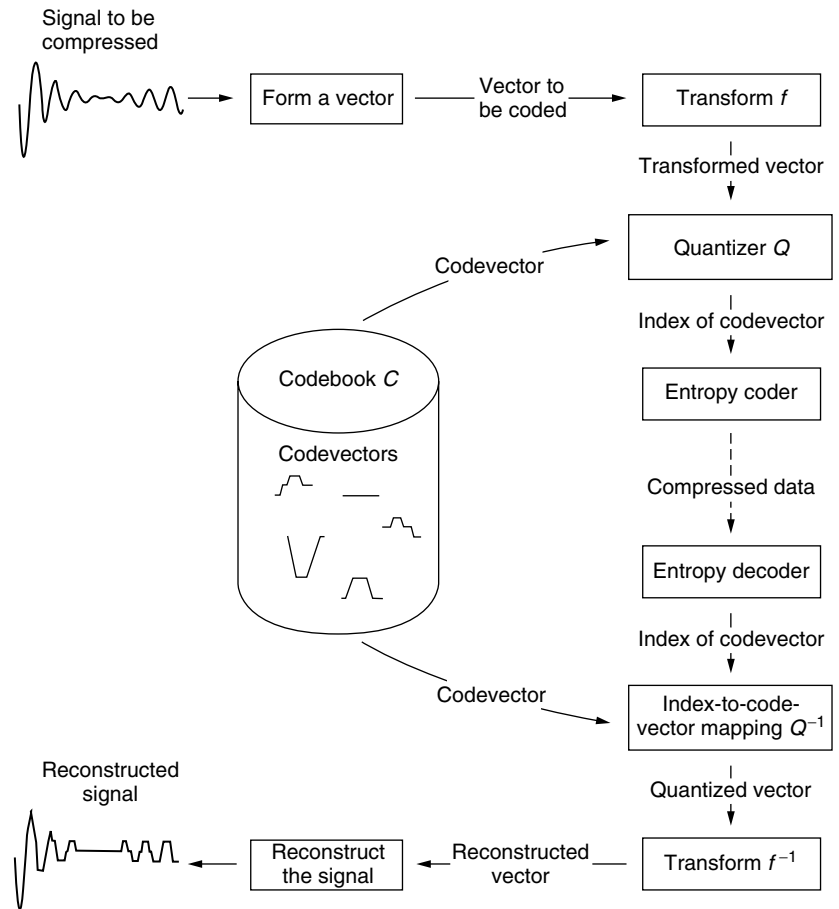 Signal to be
compressed
Form a vector
Vector to
be coded
Transform f
Transformed vector
Quantizer Q
Codevector
Index of codevector
Codebook C
Entropy coder
Codevectors
Compressed data
Entropy decoder
Index of codevector
Codevector
Index-to-code-
vector mapping Q⁻¹
Reconstructed
signal
Quantized vector
Reconstruct
the signal
Reconstructed
vector
Transform f⁻¹